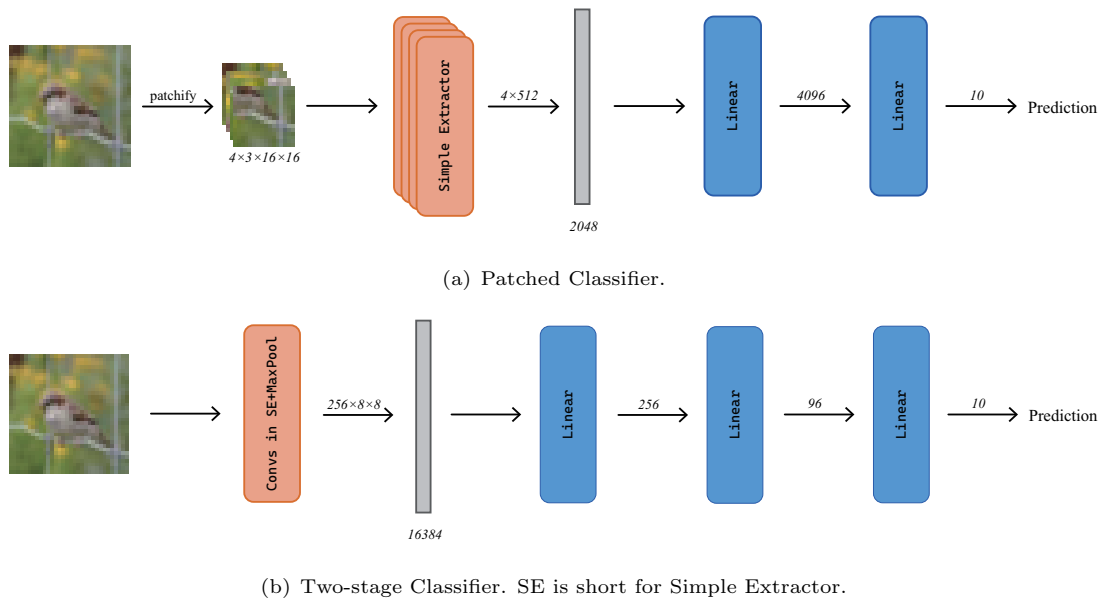 patchify
4×3×16×16
Simple Extractor
4×512
2048
Linear
4096
Linear
10
Prediction
(a) Patched Classifier.
Convs in SE+MaxPool
256×8×8
16384
Linear
256
Linear
96
Linear
10
Prediction
(b) Two-stage Classifier. SE is short for Simple Extractor.